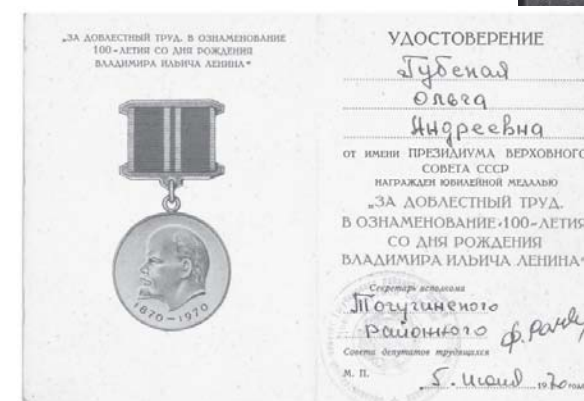 „ЗА ДОБЛЕСТНЫЙ ТРУД. В ОЗНАМЕНОВАНИЕ
100-ЛЕТИЯ СО ДНЯ РОЖДЕНИЯ
ВЛАДИМИРА ИЛЬИЧА ЛЕНИНА“
1870-1970
УДОСТОВЕРЕНИЕ
Губская
Ольга
Андреевна
ОТ ИМЕНИ ПРЕЗИДИУМА ВЕРХОВНОГО
СОВЕТА СССР
НАГРАЖДЕН ЮБИЛЕЙНОЙ МЕДАЛЬЮ
„ЗА ДОБЛЕСТНЫЙ ТРУД.
В ОЗНАМЕНОВАНИЕ 100-ЛЕТИЯ
СО ДНЯ РОЖДЕНИЯ
ВЛАДИМИРА ИЛЬИЧА ЛЕНИНА“
Секретарь исполкома
Тогучинского
районного
Совета депутатов трудящихся
М. П.
5. июня 1970 года